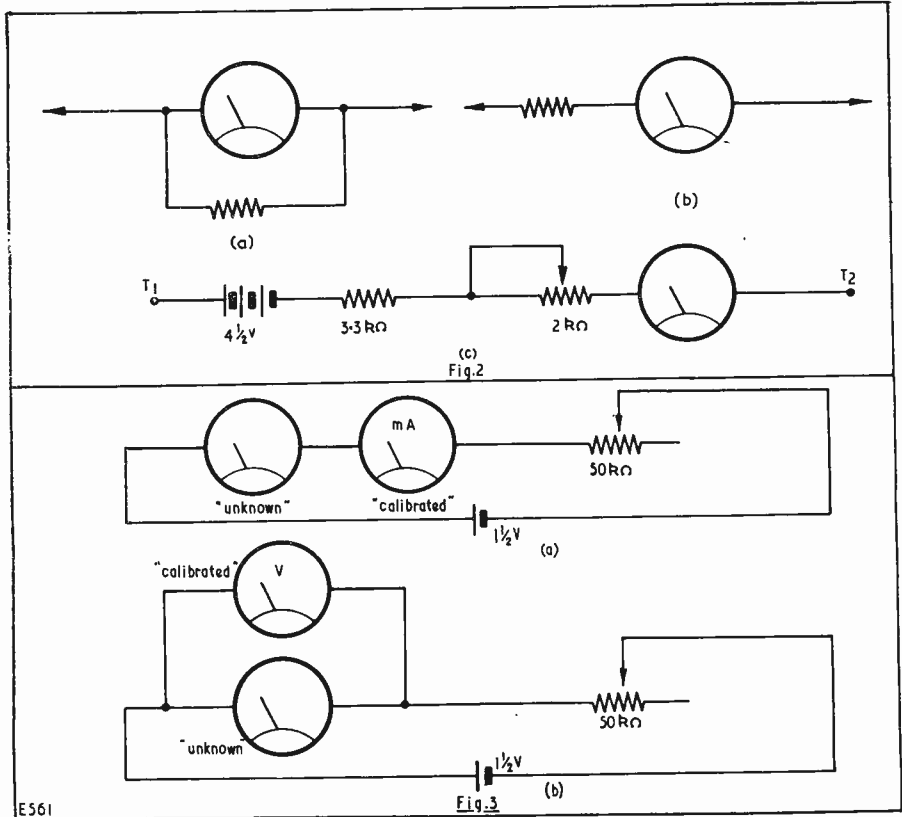 (a)
(b)
T1
T2
4½V
3·3kΩ
2kΩ
(c)
Fig.2
mA
50kΩ
"unknown"
"calibrated"
1½V
(a)
"calibrated"
V
50kΩ
"unknown"
1½V
(b)
Fig.3
E561